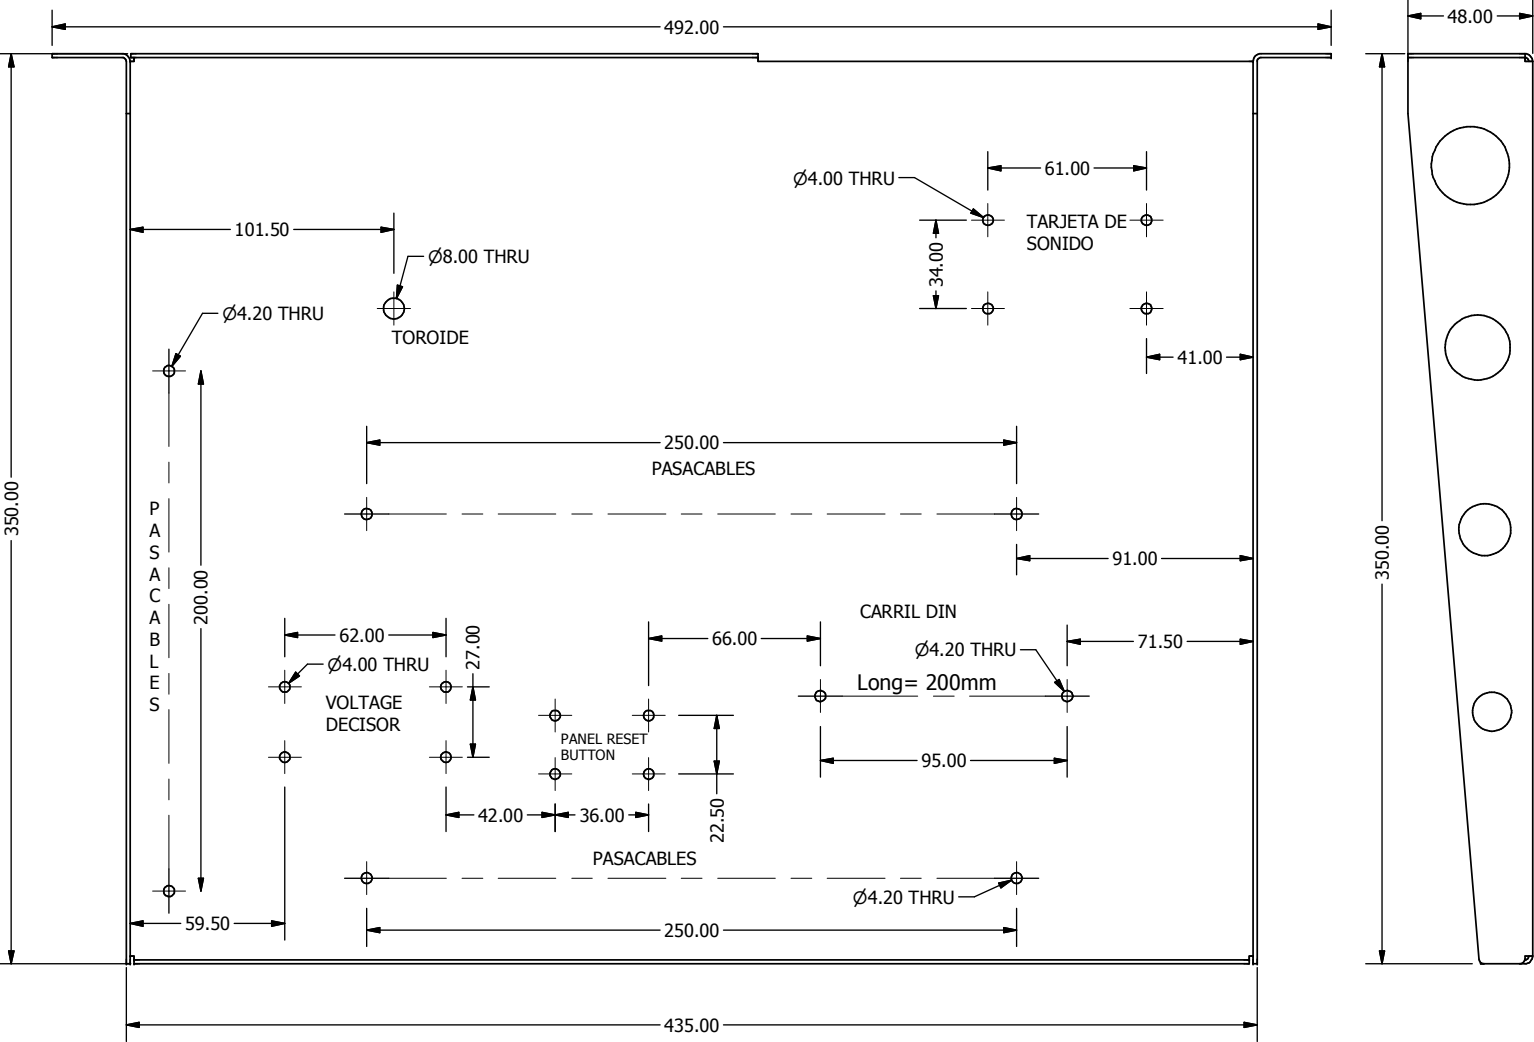 492.00
48.00
Ø4.00 THRU
61.00
TARJETA DE
SONIDO
34.00
101.50
Ø8.00 THRU
TOROIDE
Ø4.20 THRU
41.00
250.00
PASACABLES
350.00
P
A
S
A
C
A
B
L
E
S
200.00
91.00
350.00
CARRIL DIN
62.00
27.00
66.00
71.50
Ø4.00 THRU
Ø4.20 THRU
VOLTAGE
DECISOR
Long= 200mm
PANEL RESET
BUTTON
95.00
42.00
36.00
22.50
PASACABLES
Ø4.20 THRU
59.50
250.00
435.00